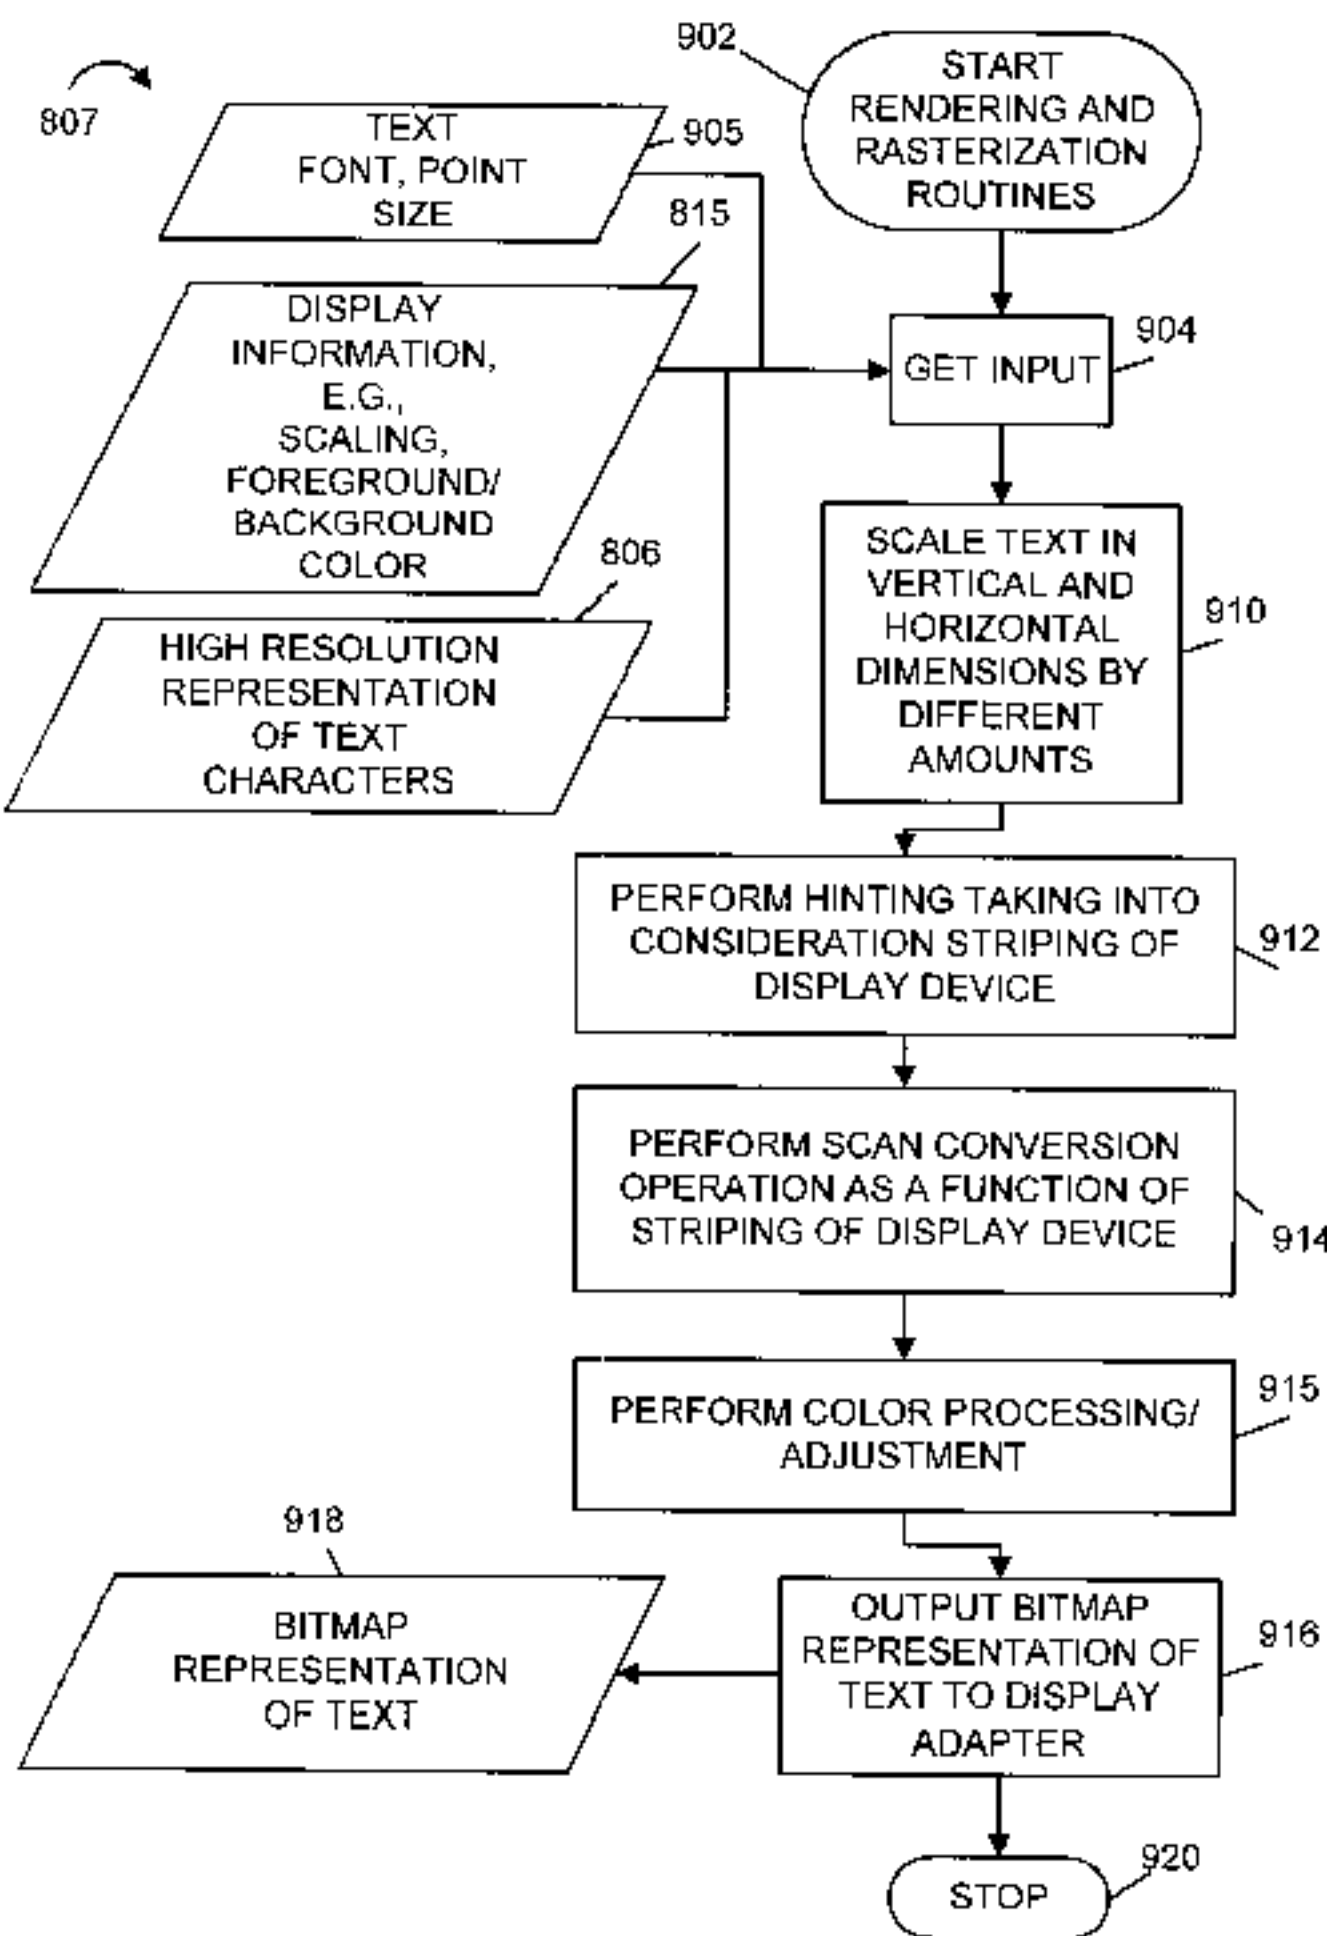 902
START
RENDERING AND
RASTERIZATION
ROUTINES
807
TEXT
FONT, POINT
SIZE
905
815
DISPLAY
INFORMATION,
E.G.,
SCALING,
FOREGROUND/
BACKGROUND
COLOR
GET INPUT
904
806
HIGH RESOLUTION
REPRESENTATION
OF TEXT
CHARACTERS
SCALE TEXT IN
VERTICAL AND
HORIZONTAL
DIMENSIONS BY
DIFFERENT
AMOUNTS
910
PERFORM HINTING TAKING INTO
CONSIDERATION STRIPING OF
DISPLAY DEVICE
912
PERFORM SCAN CONVERSION
OPERATION AS A FUNCTION OF
STRIPING OF DISPLAY DEVICE
914
PERFORM COLOR PROCESSING/
ADJUSTMENT
915
918
BITMAP
REPRESENTATION
OF TEXT
OUTPUT BITMAP
REPRESENTATION OF
TEXT TO DISPLAY
ADAPTER
916
STOP
920